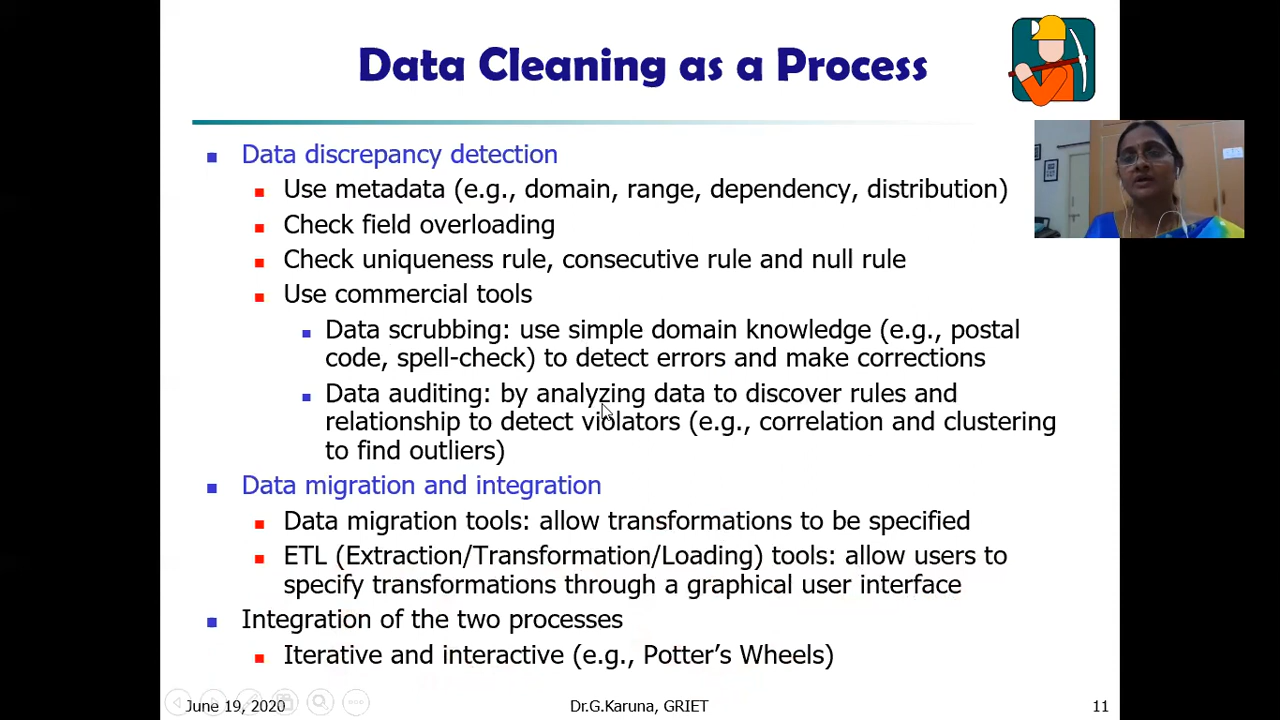 Data Cleaning as a Process
Data discrepancy detection
Use metadata (e.g., domain, range, dependency, distribution)
Check field overloading
Check uniqueness rule, consecutive rule and null rule
Use commercial tools
Data scrubbing: use simple domain knowledge (e.g., postal
code, spell-check) to detect errors and make corrections
Data auditing: by analyzing data to discover rules and
relationship to detect violators (e.g., correlation and clustering
to find outliers)
Data migration and integration
Data migration tools: allow transformations to be specified
ETL (Extraction/Transformation/Loading) tools: allow users to
specify transformations through a graphical user interface
Integration of the two processes
Iterative and interactive (e.g., Potter's Wheels)
June 19, 2020
Dr.G.Karuna, GRIET
11